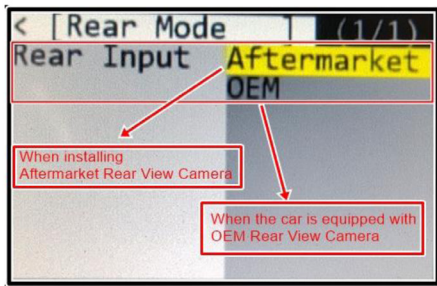 < [Rear Mode ] (1/1)
Rear Input Aftermarket
OEM
When installing
Aftermarket Rear View Camera
When the car is equipped with
OEM Rear View Camera